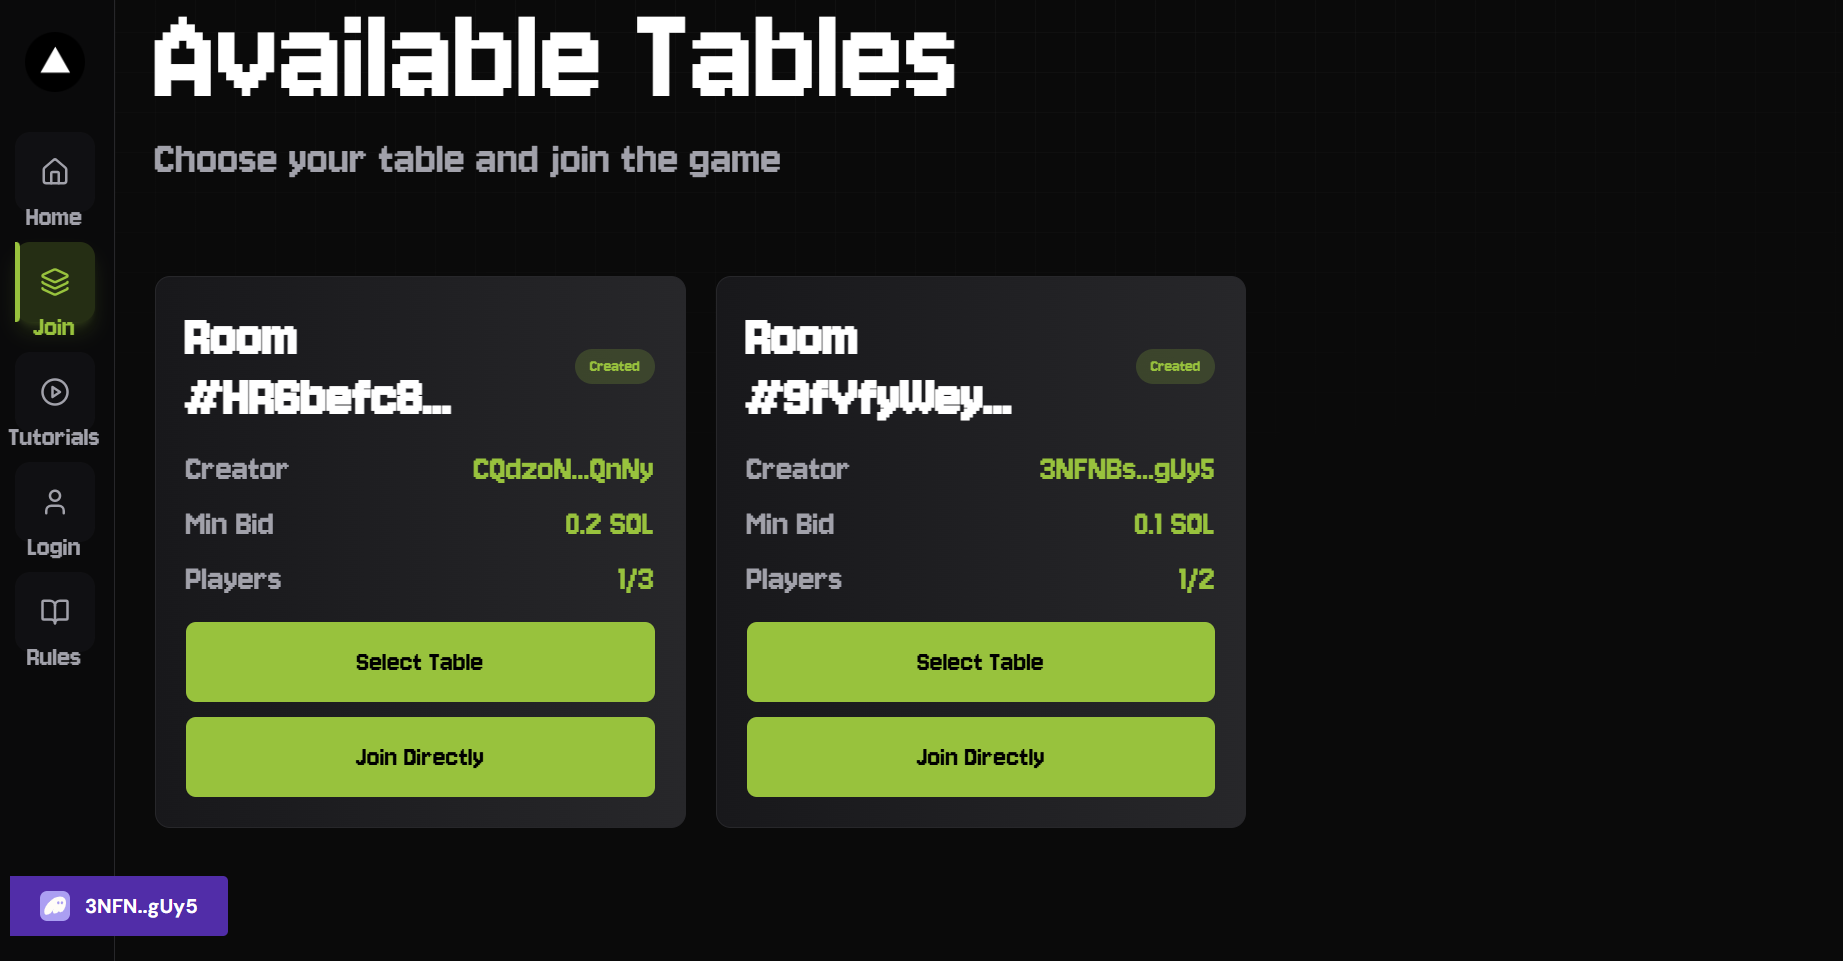 Available Tables
Choose your table and join the game
Home
Join
Tutorials
Login
Rules
Room
#HR6befc8...
Created
Creator
CQdzoN...QnNy
Min Bid
0.2 SOL
Players
1/3
Select Table
Join Directly
Room
#9fYfyWey...
Created
Creator
3NFNBs...gUy5
Min Bid
0.1 SOL
Players
1/2
Select Table
Join Directly
3NFN..gUy5